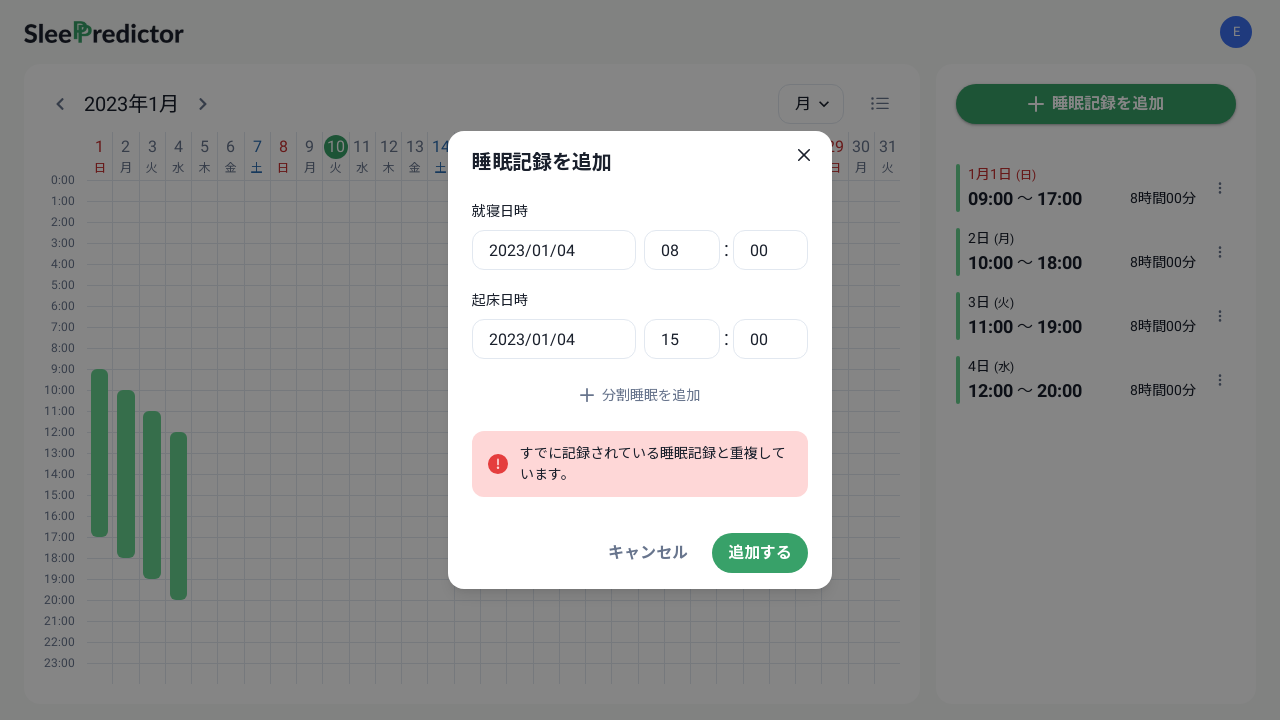 SleePredictor
E
2023年1月
月
睡眠記録を追加
1 2 3 4 5 6 7 8 9 10 11 12 13 14 29 30 31
日 月 火 水 木 金 土 日 月 火 水 木 金 土 日 月 火
0:00
1:00
2:00
3:00
4:00
5:00
6:00
7:00
8:00
9:00
10:00
11:00
12:00
13:00
14:00
15:00
16:00
17:00
18:00
19:00
20:00
21:00
22:00
23:00
睡眠記録を追加
就寝日時
2023/01/04 08 : 00
起床日時
2023/01/04 15 : 00
分割睡眠を追加
すでに記録されている睡眠記録と重複して
います。
キャンセル 追加する
1月1日 (日)
09:00 〜 17:00 8時間00分
2日 (月)
10:00 〜 18:00 8時間00分
3日 (火)
11:00 〜 19:00 8時間00分
4日 (水)
12:00 〜 20:00 8時間00分